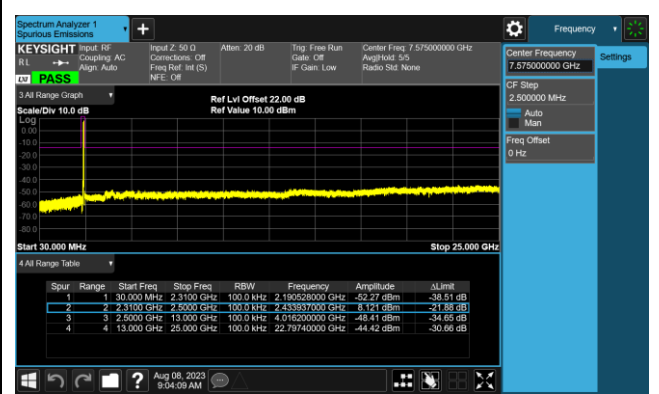 Spectrum Analyzer 1
Spurious Emissions
+
Frequency
KEYSIGHT Input: RF Input Z: 50 Ω Atten: 20 dB Trig: Free Run Center Freq: 7.575000000 GHz
RL Coupling: AC Corrections: Off Gate: Off Avg|Hold: 5/5
Align: Auto Freq Ref: Int (S) IF Gain: Low Radio Std: None
LXI PASS NFE: Off
Center Frequency
7.575000000 GHz
Settings
CF Step
2.500000 MHz
Auto
Man
Freq Offset
0 Hz
3 All Range Graph
Ref Lvl Offset 22.00 dB
Scale/Div 10.0 dB Ref Value 10.00 dBm
Log
0.00
-10.0
-20.0
-30.0
-40.0
-50.0
-60.0
-70.0
-80.0
Start 30.000 MHz Stop 25.000 GHz
4 All Range Table
Spur Range Start Freq Stop Freq RBW Frequency Amplitude ΔLimit
1 1 30.000 MHz 2.3100 GHz 100.0 kHz 2.190528000 GHz -52.27 dBm -38.51 dB
2 2 2.3100 GHz 2.5000 GHz 100.0 kHz 2.433937000 GHz 8.121 dBm -21.88 dB
3 3 2.5000 GHz 13.000 GHz 100.0 kHz 4.016200000 GHz -48.41 dBm -34.65 dB
4 4 13.000 GHz 25.000 GHz 100.0 kHz 22.79740000 GHz -44.42 dBm -30.66 dB
?
Aug 08, 2023
9:04:09 AM